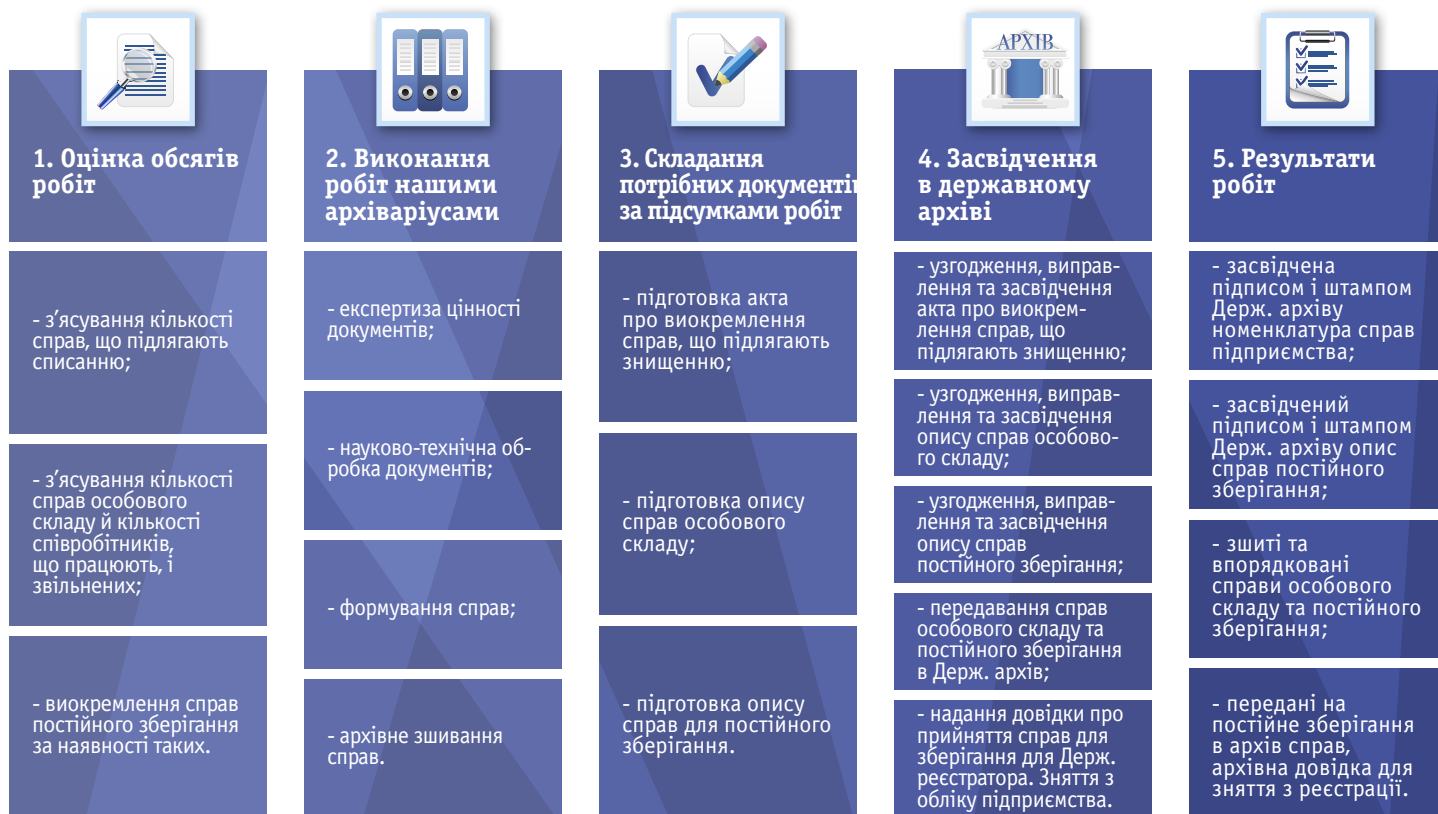 АРХІВ
1. Оцінка обсягів
робіт
- з’ясування кількості
справ, що підлягають
списанню;
- з’ясування кількості
справ особового
складу й кількості
співробітників,
що працюють, і
звільнених;
- виокремлення справ
постійного зберігання
за наявності таких.
2. Виконання
робіт нашими
архіваріусами
- експертиза цінності
документів;
- науково-технічна об-
робка документів;
- формування справ;
- архівне зшивання
справ.
3. Складання
потрібних документів
за підсумками робіт
- підготовка акта
про виокремлення
справ, що підлягають
знищенню;
- підготовка опису
справ особового
складу;
- підготовка опису
справ для постійного
зберігання.
4. Засвідчення
в державному
архіві
- узгодження, виправ-
лення та засвідчення
акта про виокрем-
лення справ, що
підлягають знищенню;
- узгодження, виправ-
лення та засвідчення
опису справ особово-
го складу;
- узгодження, виправ-
лення та засвідчення
опису справ
постійного зберігання;
- передавання справ
особового складу та
постійного зберігання
в Держ. архів;
- надання довідки про
прийняття справ для
зберігання для Держ.
реєстратора. Зняття з
обліку підприємства.
5. Результати
робіт
- засвідчена
підписом і штампом
Держ. архіву
номенклатура справ
підприємства;
- засвідчений
підписом і штампом
Держ. архіву опис
справ постійного
зберігання;
- зшиті та
впорядковані
справи особового
складу та постійного
зберігання;
- передані на
постійне зберігання
в архів справ,
архівна довідка для
зняття з реєстрації.